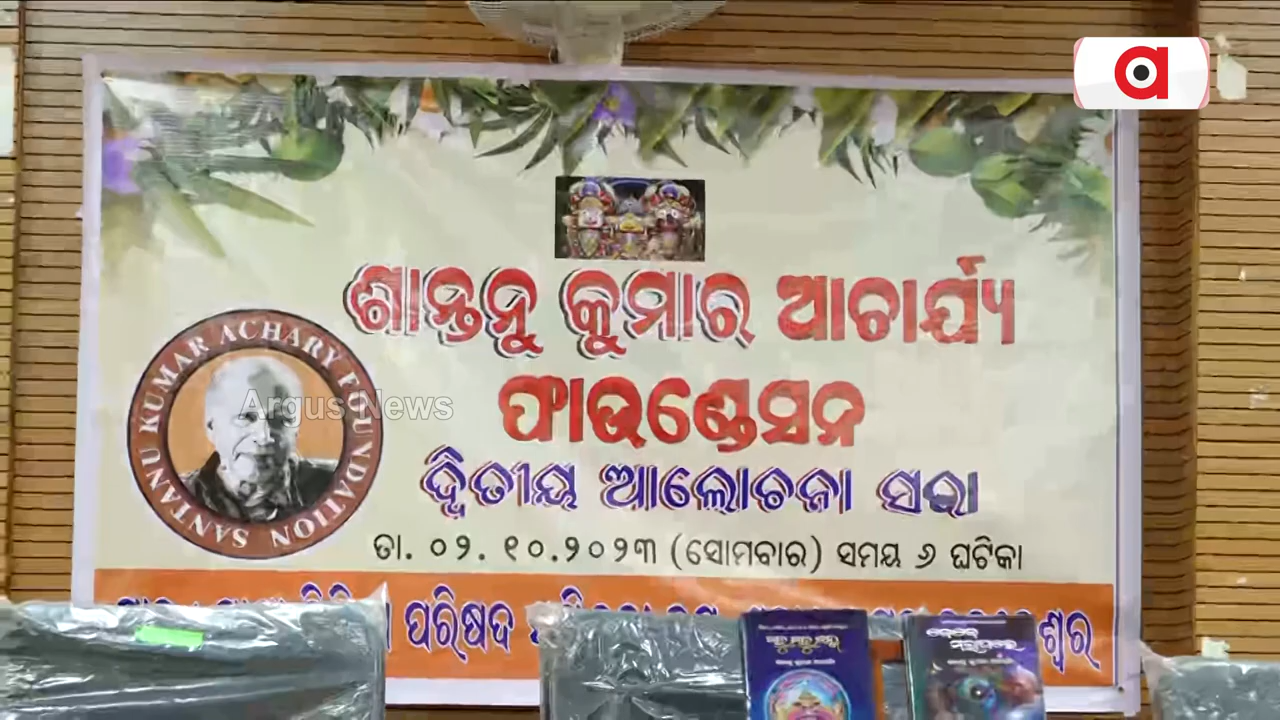 ଶାନ୍ତନୁ କୁମାର ଆଚାର୍ଯ୍ୟ
ଫାଉଣ୍ଡେସନ
ଦ୍ଵିତୀୟ ଆଲୋଚନା ସଭା
ତା. ୦୨. ୧୦.୨୦୨୩ (ସୋମବାର) ସମୟ ୬ ଘଟିକା
SANTANU KUMAR ACHARY FUNDATION
Argus News
a
ପରିଷଦ